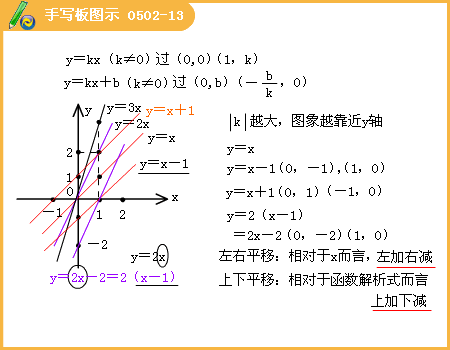 手写板图示 0502-13
y=kx(k≠0)过(0,0)(1,k)
y=kx+b(k≠0)过(0,b)(-b/k,0)
y
y=3x
y=x+1
y=2x
y=x
y=x-1
2
1
0
-1
1
2
x
-2
y=2x
y=2x-2=2(x-1)
|k|越大,图象越靠近y轴
y=x
y=x-1(0,-1),(1,0)
y=x+1(0,1)(-1,0)
y=2(x-1)
=2x-2(0,-2)(1,0)
左右平移:相对于x而言,左加右减
上下平移:相对于函数解析式而言
上加下减